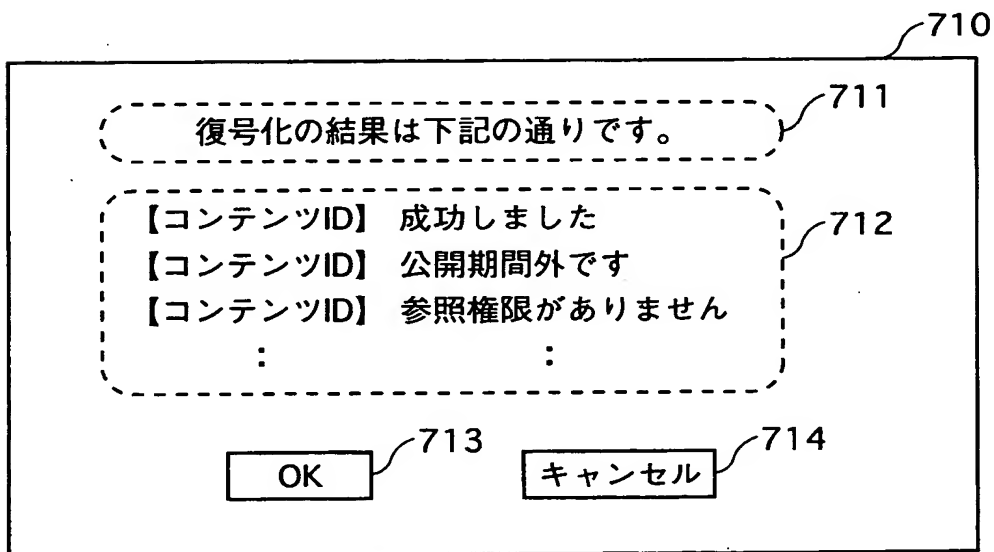 710
711
復号化の結果は下記の通りです。
712
【コンテンツID】 成功しました
【コンテンツID】 公開期間外です
【コンテンツID】 参照権限がありません
: :
713
714
OK
キャンセル